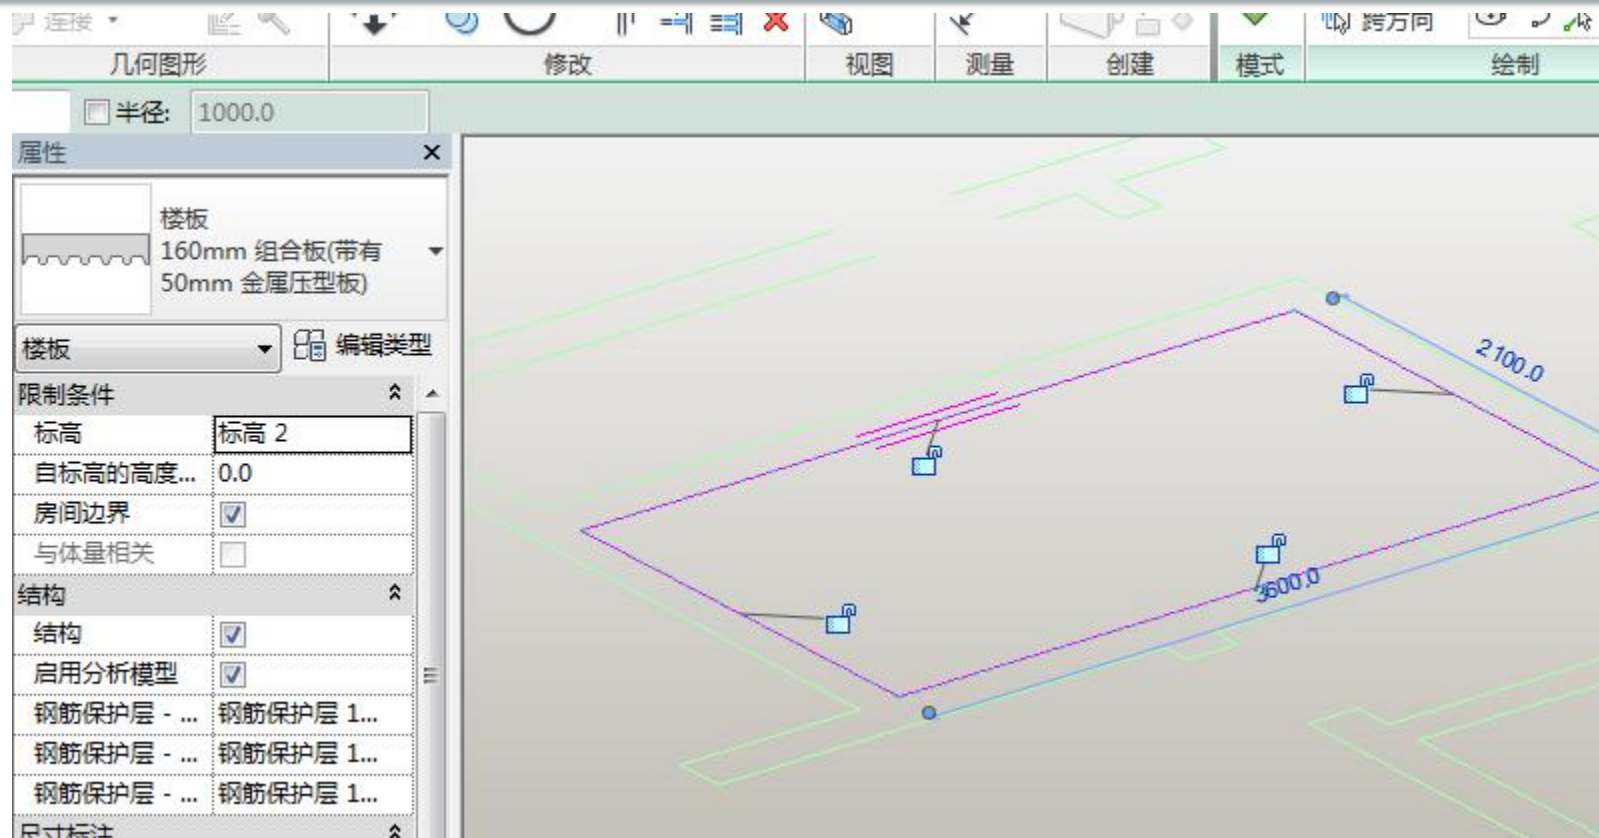 连接
跨方向
几何图形 修改 视图 测量 创建 模式 绘制
半径: 1000.0
属性
楼板
160mm 组合板(带有
50mm 金属压型板)
楼板 编辑类型
限制条件
标高 标高 2
自标高的高度... 0.0
房间边界
与体量相关
结构
结构
启用分析模型
钢筋保护层 - ... 钢筋保护层 1...
钢筋保护层 - ... 钢筋保护层 1...
钢筋保护层 - ... 钢筋保护层 1...
尺寸标注
2100.0
3600.0